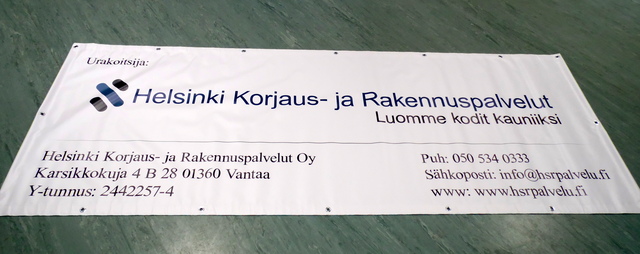 Urakoitsija:
Helsinki Korjaus- ja Rakennuspalvelut
Luomme kodit kauniiksi
Helsinki Korjaus- ja Rakennuspalvelut Oy
Karsikkokuja 4 B 28 01360 Vantaa
Y-tunnus: 2442257-4
Puh: 050 534 0333
Sähkoposti: info@hsrpalvelu.fi
www: www.hsrpalvelu.fi